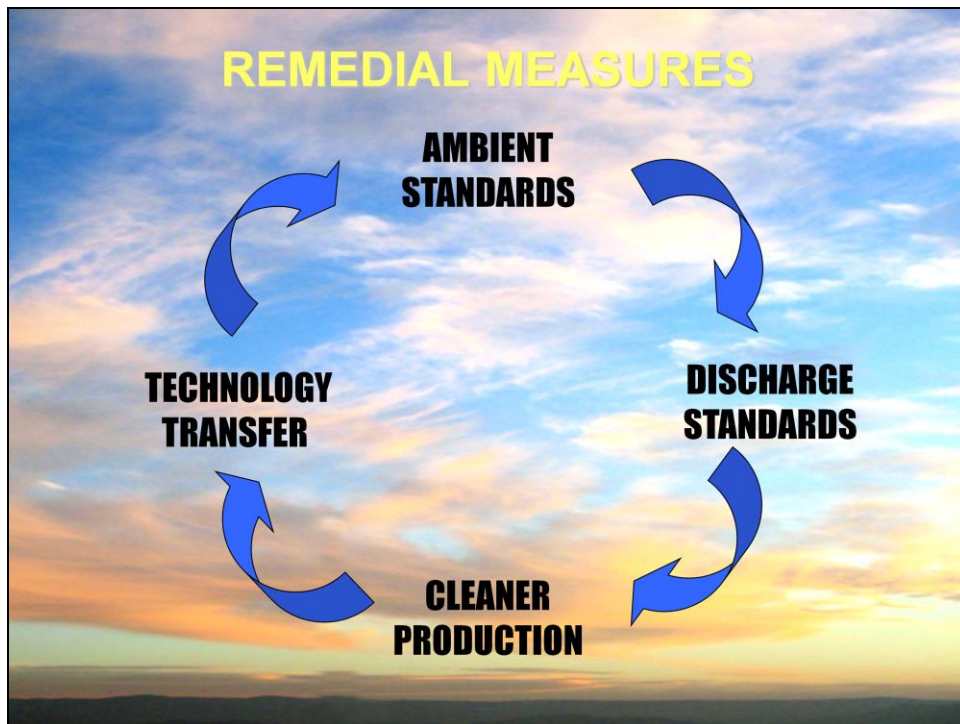 REMEDIAL MEASURES
AMBIENT
STANDARDS
DISCHARGE
STANDARDS
CLEANER
PRODUCTION
TECHNOLOGY
TRANSFER